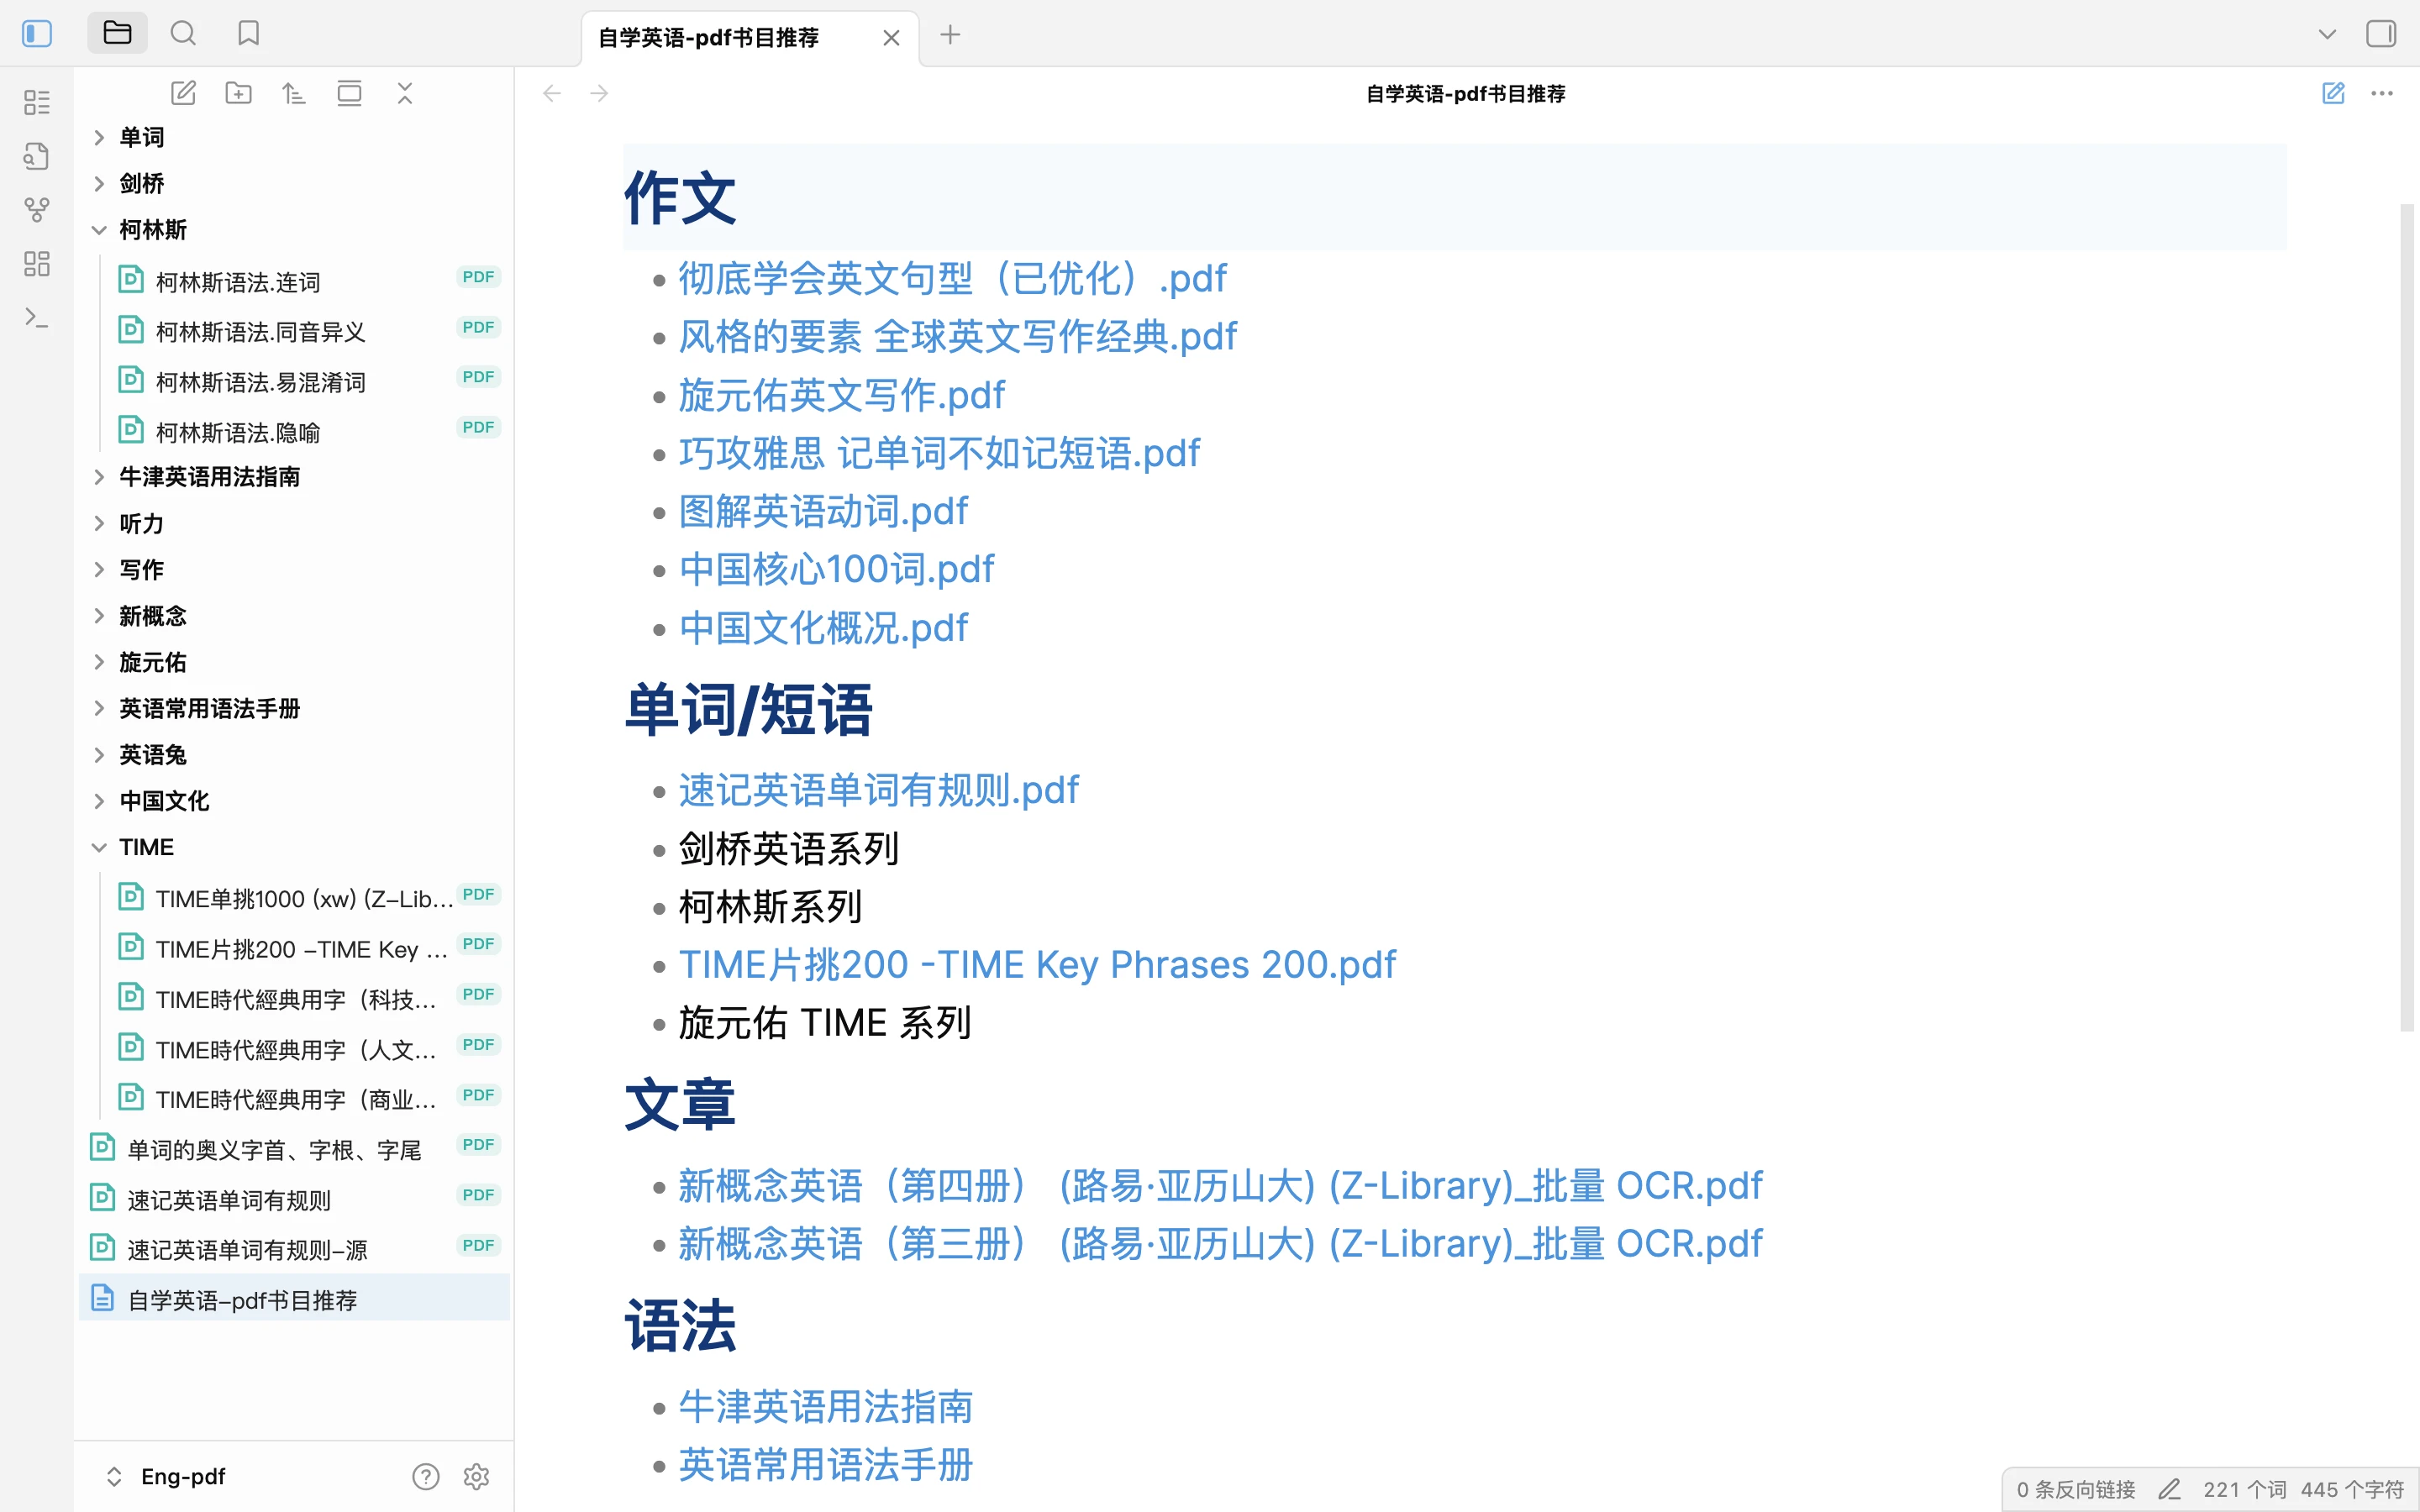 自学英语-pdf书目推荐
自学英语-pdf书目推荐
单词
剑桥
柯林斯
柯林斯语法.连词 PDF
柯林斯语法.同音异义 PDF
柯林斯语法.易混淆词 PDF
柯林斯语法.隐喻 PDF
牛津英语用法指南
听力
写作
新概念
旋元佑
英语常用语法手册
英语兔
中国文化
TIME
TIME单挑1000 (xw) (Z-Lib... PDF
TIME片挑200 -TIME Key ... PDF
TIME時代經典用字（科技... PDF
TIME時代經典用字（人文... PDF
TIME時代經典用字（商业... PDF
单词的奥义字首、字根、字尾 PDF
速记英语单词有规则 PDF
速记英语单词有规则-源 PDF
自学英语-pdf书目推荐
Eng-pdf
作文
彻底学会英文句型（已优化）.pdf
风格的要素 全球英文写作经典.pdf
旋元佑英文写作.pdf
巧攻雅思 记单词不如记短语.pdf
图解英语动词.pdf
中国核心100词.pdf
中国文化概况.pdf
单词/短语
速记英语单词有规则.pdf
剑桥英语系列
柯林斯系列
TIME片挑200 -TIME Key Phrases 200.pdf
旋元佑 TIME 系列
文章
新概念英语（第四册） (路易·亚历山大) (Z-Library)_批量 OCR.pdf
新概念英语（第三册） (路易·亚历山大) (Z-Library)_批量 OCR.pdf
语法
牛津英语用法指南
英语常用语法手册
0 条反向链接 221 个词 445 个字符